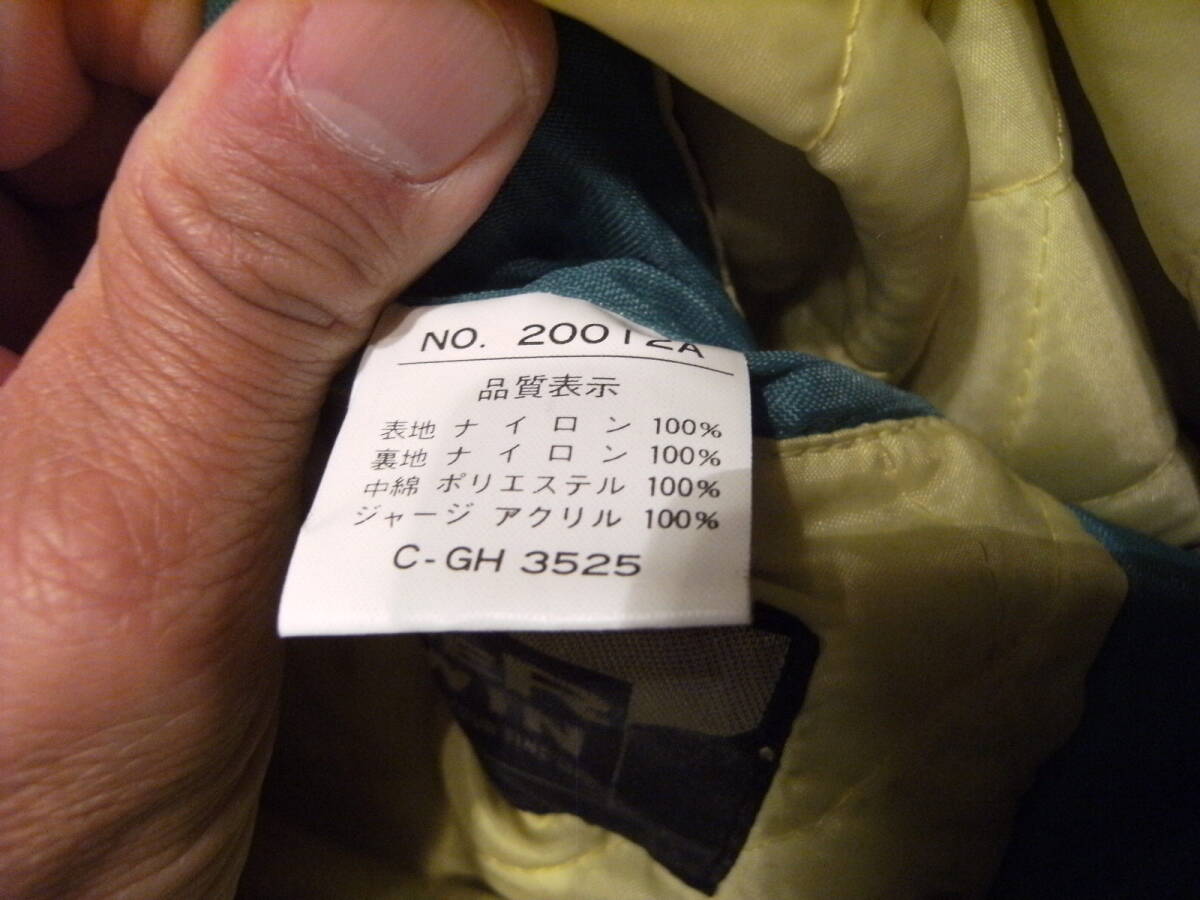 NO. 20012A
品質表示
表地 ナイロン 100%
裏地 ナイロン 100%
中綿 ポリエステル 100%
ジャージ アクリル 100%
C-GH 3525